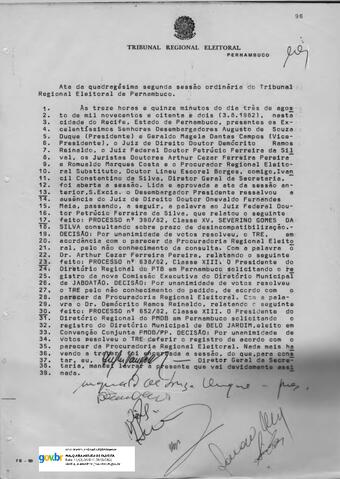 96
TRIBUNAL REGIONAL ELEITORAL
PERNAMBUCO
Ata da quadregésima segunda sessão ordinária do Tribunal
Regional Eleitoral de Pernambuco.
1. Às treze horas e quinze minutos do dia três de agos
2. to de mil novecentos e oitenta e dois (3.8.1982), nesta
3. cidade do Recife, Estado de Pernambuco, presentes os Ex
4. celentíssimos Senhores Desembargadores Augusto de Souza
5. Duque (Presidente) e Geraldo Magela Dantas Campos (Vice-
6. Presidente), o Juiz de Direito Doutor Demócrito Ramos
7. Reinaldo, o Juiz Federal Doutor Petrúcio Ferreira da Sil
8. va, os Juristas Doutores Arthur Cezar Ferreira Pereira
9. e Romualdo Marques Costa e o Procurador Regional Eleito-
10. ral Substituto, Doutor Lineu Escorel Borges, comigo, Ivan
11. cil Constantino da Silva, Diretor Geral da Secretaria,
12. foi aberta a sessão. Lida e aprovada a ata da sessão an-
13. terior, S.Excia. o Desembargador Presidente ressaltou a
14. ausência do Juiz de Direito Doutor Onevaldo Fernandes
15. Maia, passando, a seguir, a palavra ao Juiz Federal Dou-
16. tor Petrúcio Ferreira da Silva, que relatou o seguinte
17. feito: PROCESSO nº 390/82, Classe XV. SEVERINO GOMES DA
18. SILVA consultando sobre prazo de desincompatibilização.-
19. DECISÃO: Por unanimidade de votos resolveu, o TRE, em
20. acordância com o parecer da Procuradoria Regional Eleito
21. ral, pelo não conhecimento da consulta. Com a palavra o
22. Dr. Arthur Cezar Ferreira Pereira, relatando o seguinte
23. feito: PROCESSO nº 638/82, Classe XIII. O Presidente do
24. Diretório Regional do PTB em Pernambuco solicitando o re
25. gistro da nova Comissão Executiva do Diretório Municipal
26. de JABOATÃO. DECISÃO: Por unanimidade de votos resolveu
27. o TRE pelo não conhecimento do pedido, de acordo com o
28. parecer da Procuradoria Regional Eleitoral. Com a pala-
29. vra o Dr. Demócrito Ramos Reinaldo, relatando o seguinte
30. feito: PROCESSO nº 652/82, Classe XIII. O Presidente do
31. Diretório Regional do PMDB em Pernambuco solicitando o
32. registro do Diretório Municipal de BELO JARDIM, eleito em
33. Convenção Conjunta PMDB/PP. DECISÃO: Por unanimidade de
34. votos resolveu o TRE deferir o registro de acordo com o
35. parecer da Procuradoria Regional Eleitoral. Nada mais ha
36. vendo a tratar, foi encerrada a sessão, do que, para cons
37. tar, eu, Diretor Geral da Secre-
38. taria, mandei lavrar a presente que vai devidamente assi
39. nada.
gov.br